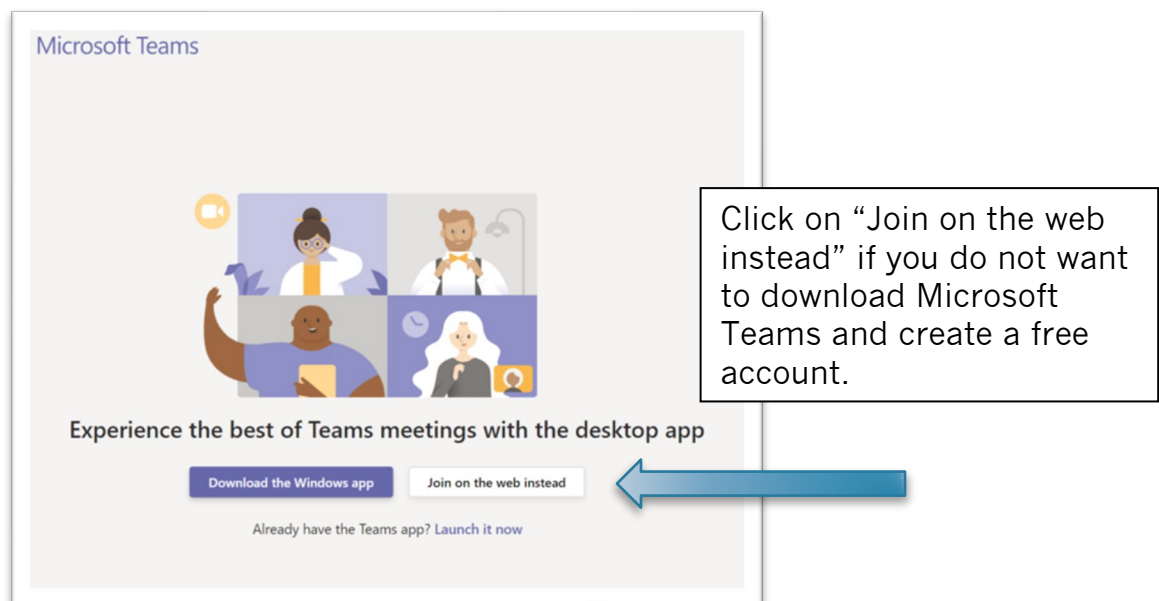 Microsoft Teams
Click on “Join on the web
instead” if you do not want
to download Microsoft
Teams and create a free
account.
Experience the best of Teams meetings with the desktop app
Download the Windows app
Join on the web instead
Already have the Teams app? Launch it now